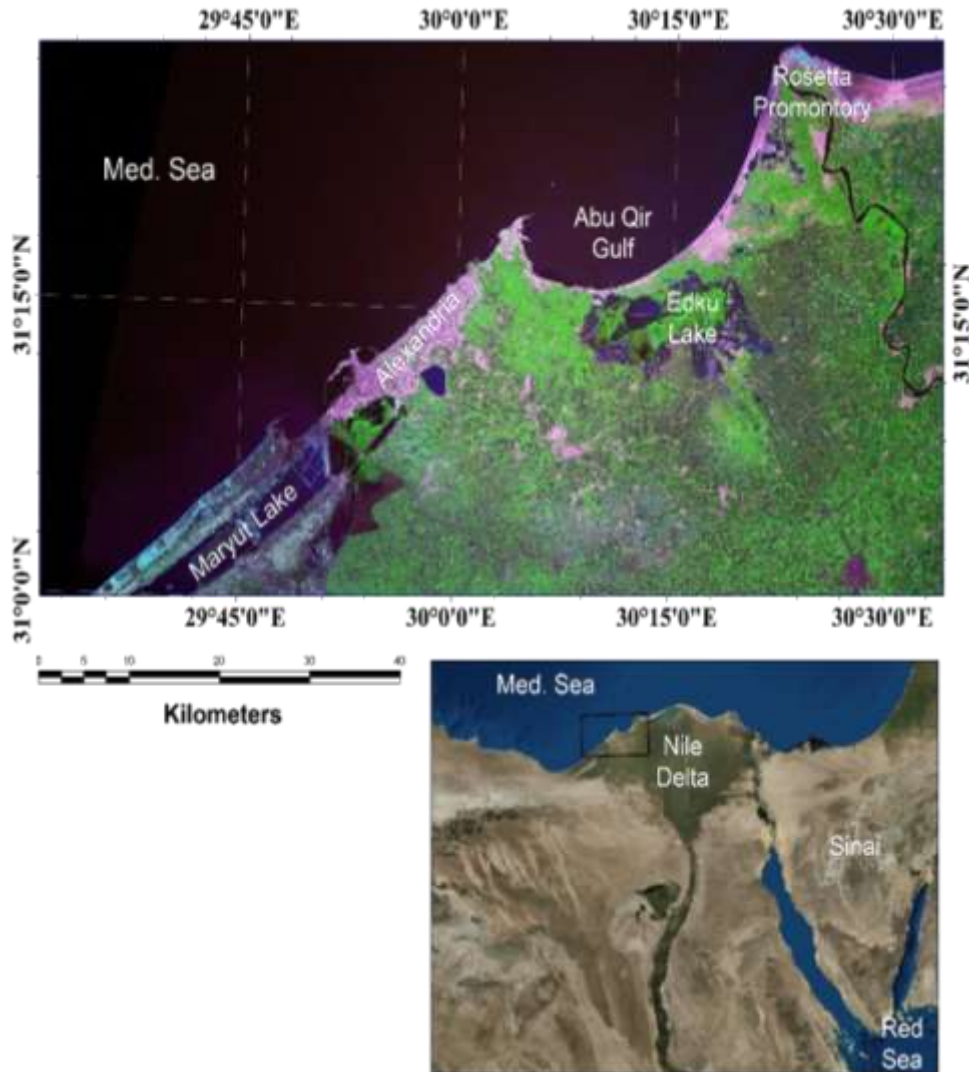 29°45'0"E 30°0'0"E 30°15'0"E 30°30'0"E
Rosetta
Promontory
Med. Sea
Abu Qir
Gulf
31°15'0"N
31°15'0"N
Edku
Lake
Alexandria
Maryut Lake
31°0'0"N
29°45'0"E 30°0'0"E 30°15'0"E 30°30'0"E
0 5 10 20 30 40
Kilometers
Med. Sea
Nile
Delta
Sinai
Red
Sea